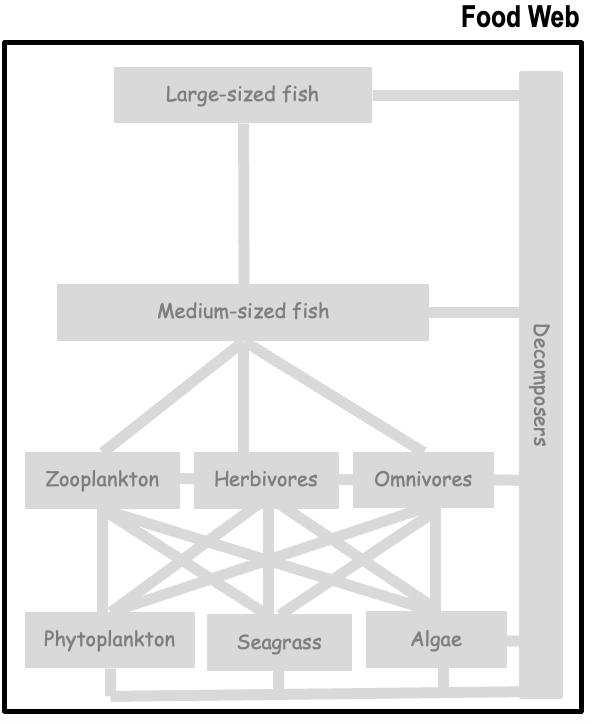 Food Web
Large-sized fish
Medium-sized fish
Decomposers
Zooplankton
Herbivores
Omnivores
Phytoplankton
Seagrass
Algae